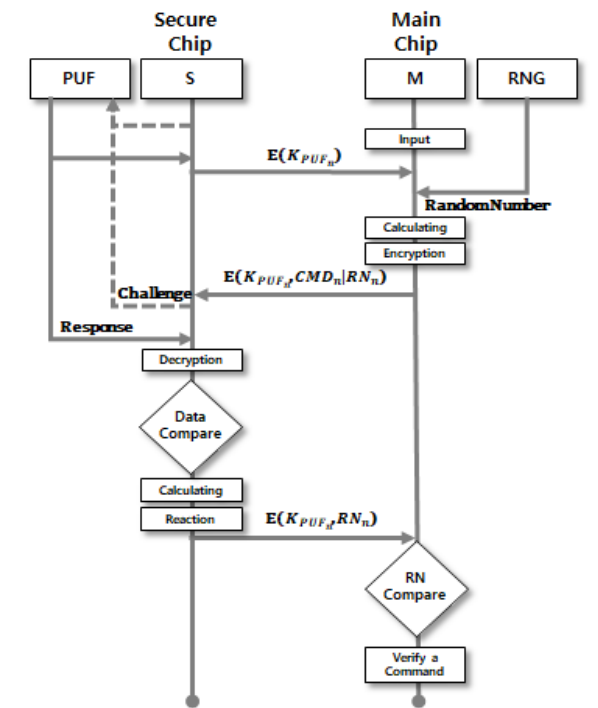 Secure
Chip
Main
Chip
PUF
S
M
RNG
Input
E(K_{PUF_n})
RandomNumber
Calculating
Encryption
E(K_{PUF_n},CMD_n|RN_n)
Challenge
Response
Decryption
Data
Compare
Calculating
Reaction
E(K_{PUF_n},RN_n)
RN
Compare
Verify a
Command